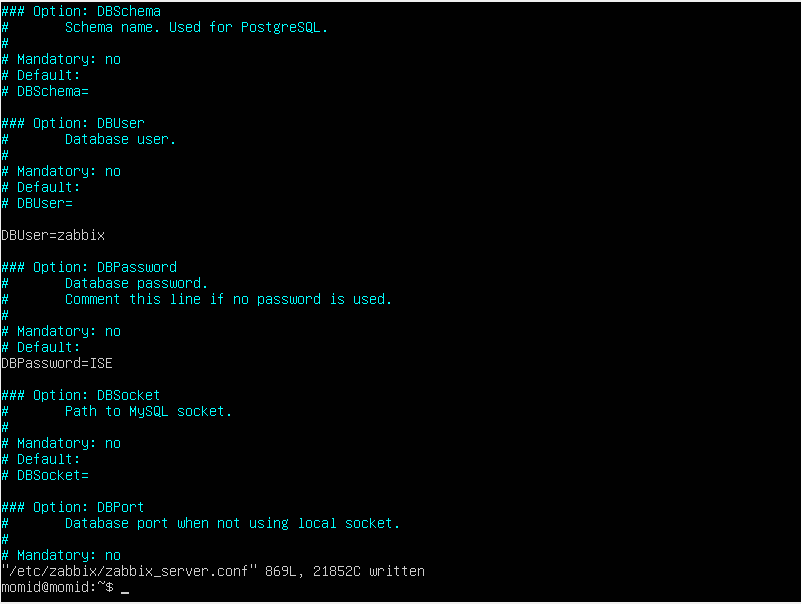 ### Option: DBSchema
#       Schema name. Used for PostgreSQL.
#
# Mandatory: no
# Default:
# DBSchema=

### Option: DBUser
#       Database user.
#
# Mandatory: no
# Default:
# DBUser=

DBUser=zabbix

### Option: DBPassword
#       Database password.
#       Comment this line if no password is used.
#
# Mandatory: no
# Default:
DBPassword=ISE

### Option: DBSocket
#       Path to MySQL socket.
#
# Mandatory: no
# Default:
# DBSocket=

### Option: DBPort
#       Database port when not using local socket.
#
# Mandatory: no
"/etc/zabbix/zabbix_server.conf" 869L, 21852C written
momid@momid:~$ _